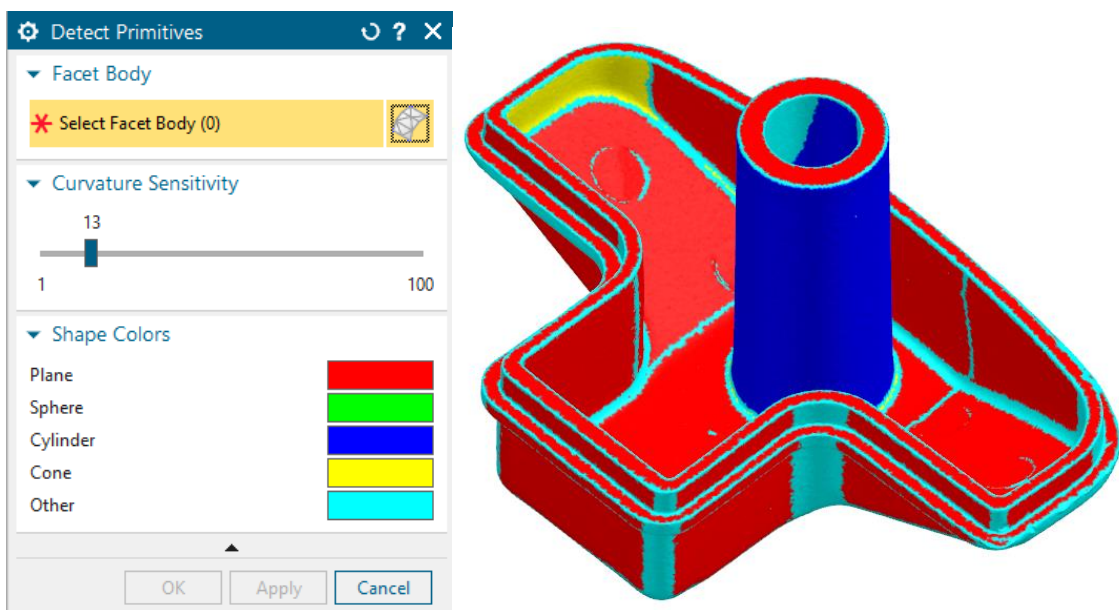 Detect Primitives
Facet Body
Select Facet Body (0)
Curvature Sensitivity
13
1 100
Shape Colors
Plane
Sphere
Cylinder
Cone
Other
OK Apply Cancel